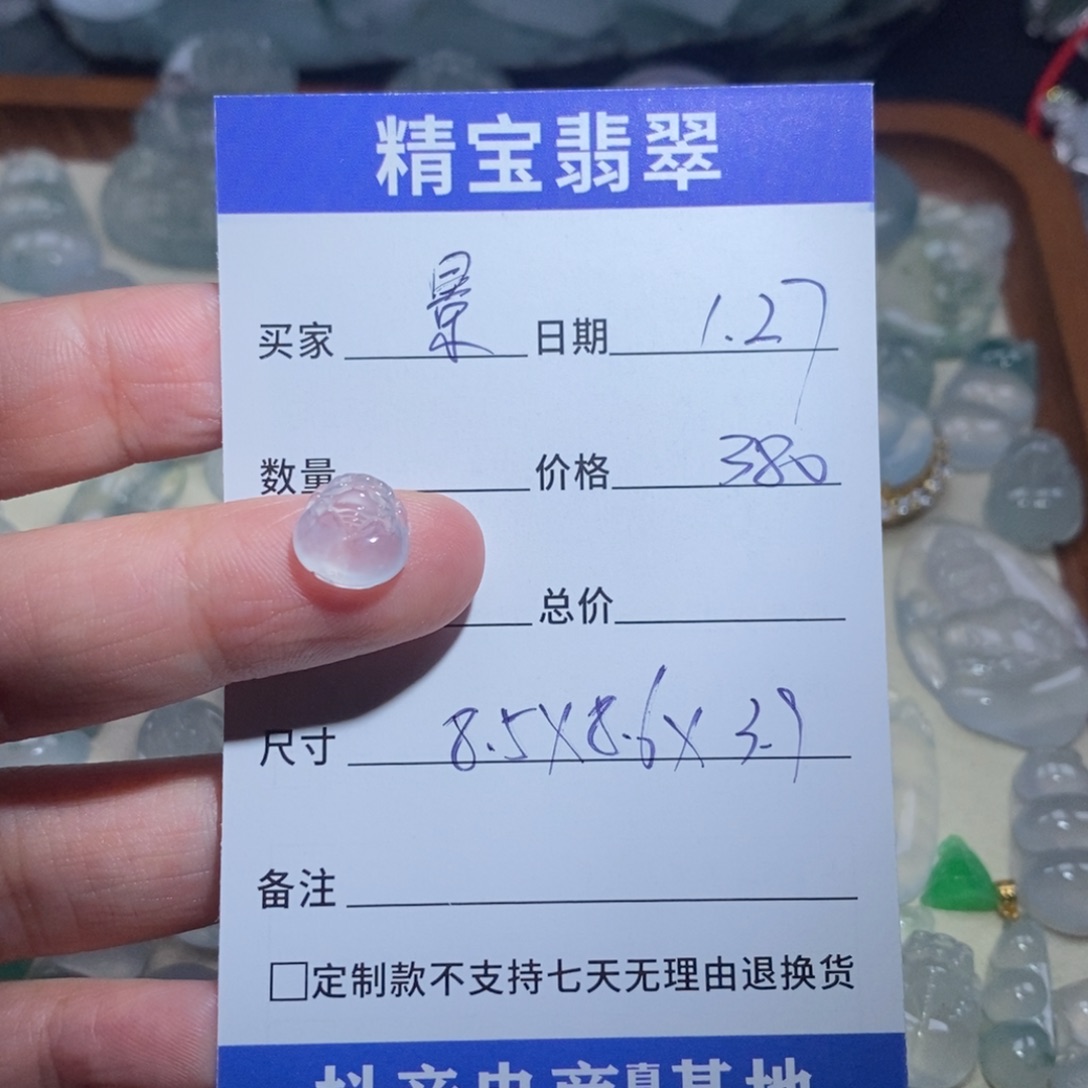 精宝翡翠
买家 景 日期 1.27
数量 价格 380
总价
尺寸 8.5X8.6X3.9
备注
□定制款不支持七天无理由退换货